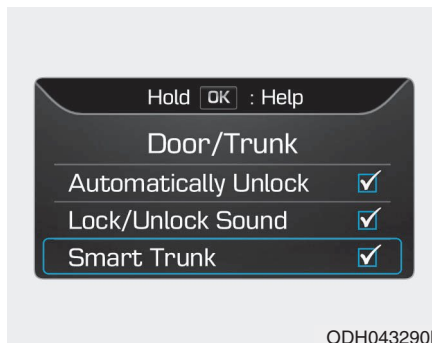 Hold OK : Help
Door/Trunk
Automatically Unlock
Lock/Unlock Sound
Smart Trunk